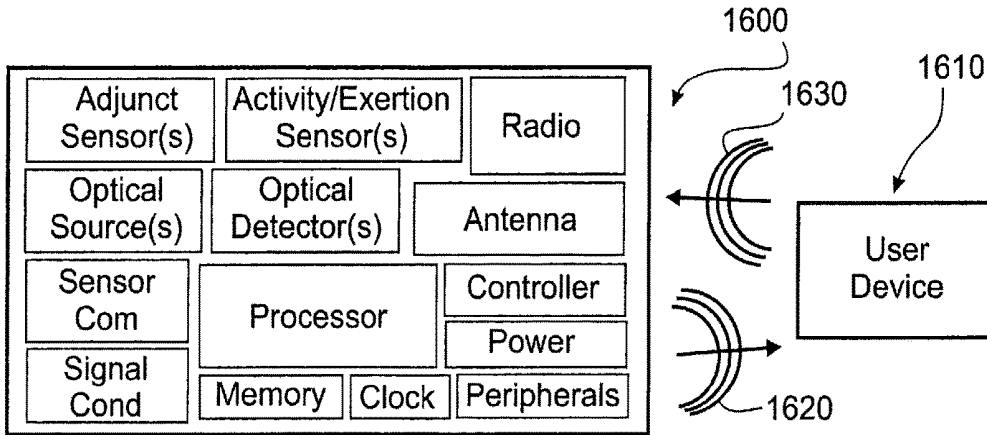 1600
1610
1630
Adjunct
Sensor(s)
Activity/Exertion
Sensor(s)
Radio
Optical
Source(s)
Optical
Detector(s)
Antenna
User
Device
Sensor
Com
Processor
Controller
Power
Signal
Cond
Memory
Clock
Peripherals
1620